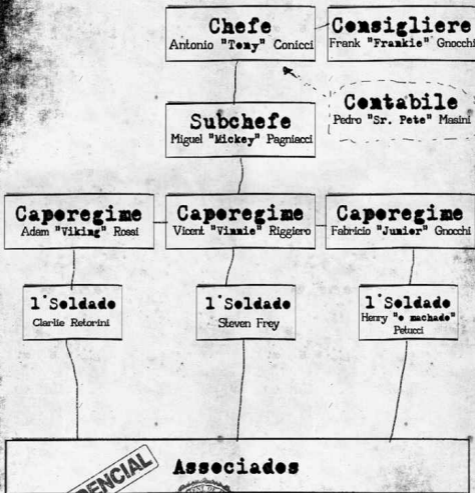 Chefe
Antonio "Tony" Conicci
Consigliere
Frank "Frankie" Gnocchi
Contabile
Pedro "Sr. Pete" Masini
Subchefe
Miguel "Mickey" Pagniacci
Caporegime
Adam "Viking" Rossi
Caporegime
Vicent "Vinnie" Riggiero
Caporegime
Fabricio "Junior" Gnocchi
1°Soldado
Clarlie Retorini
1°Soldado
Steven Frey
1°Soldado
Henry "o machado"
Petucci
Associados
DENCIAL